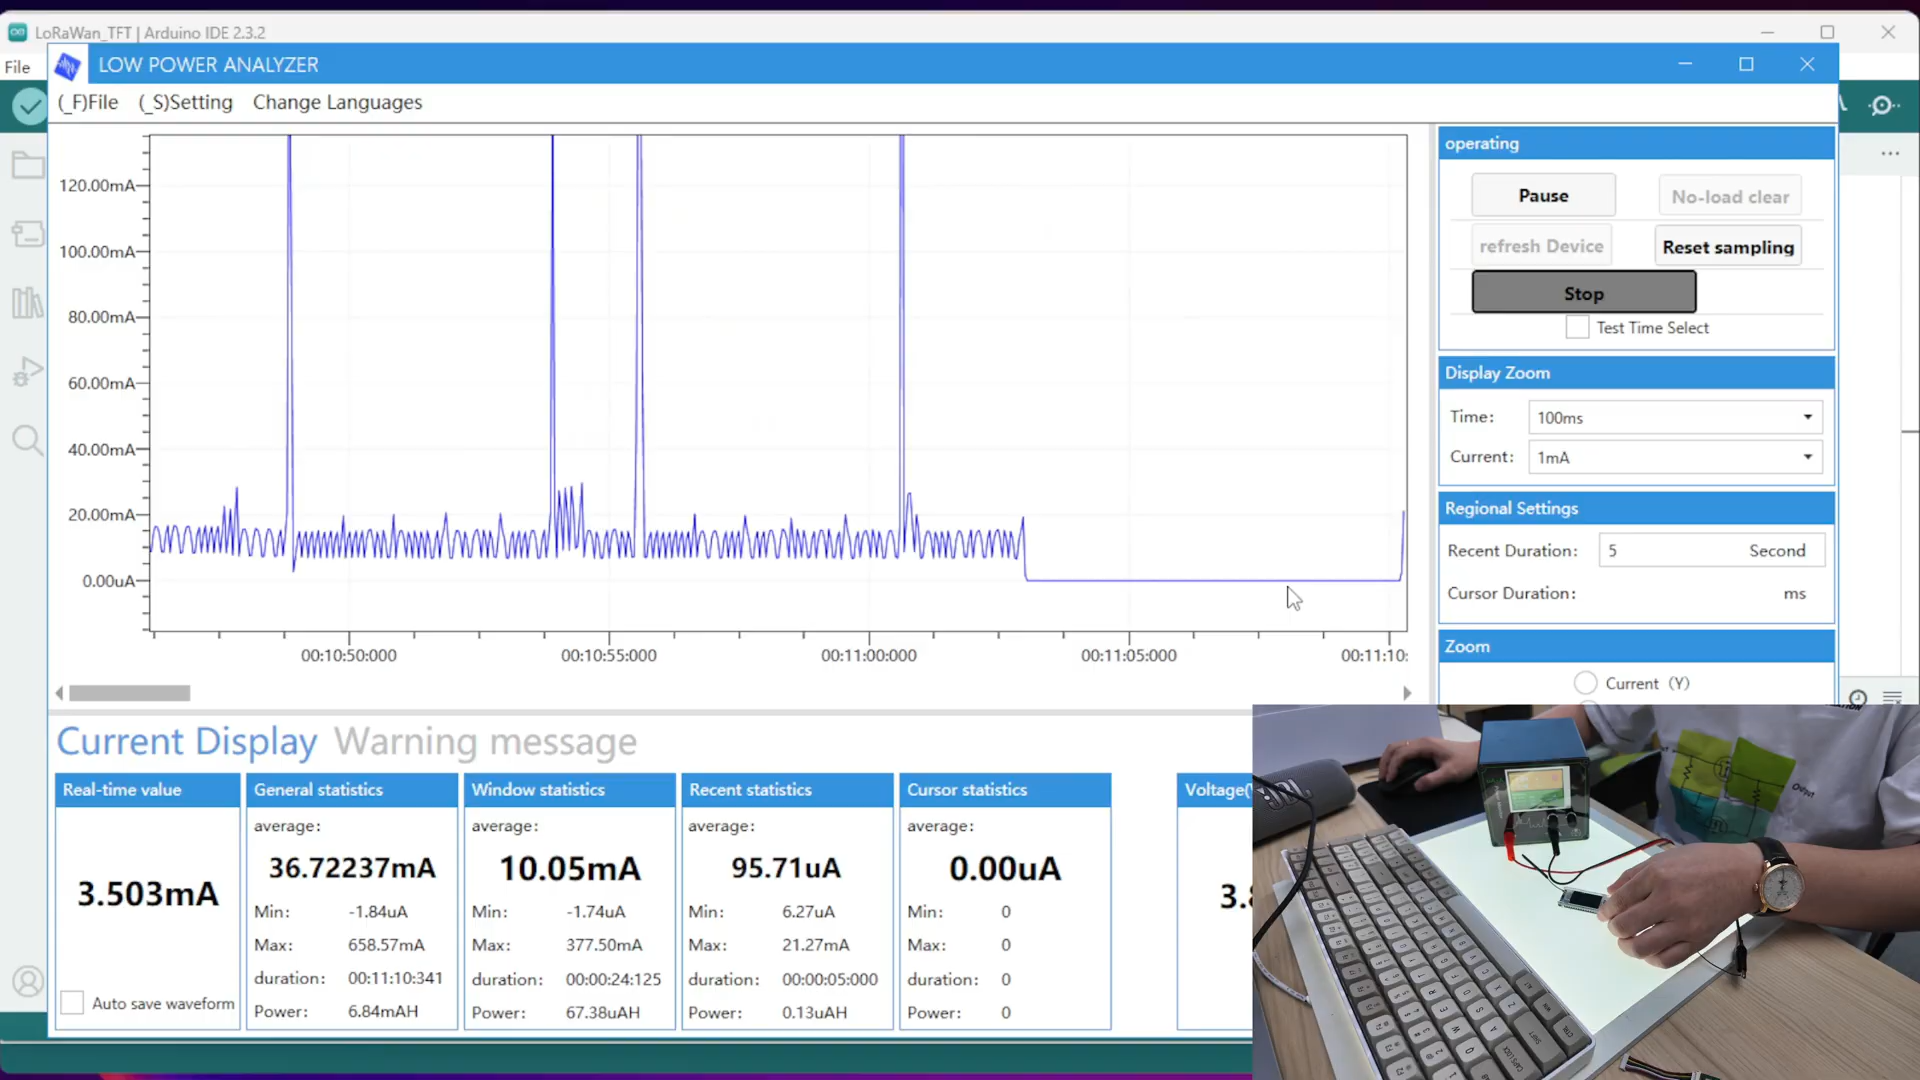 LoRaWan_TFT | Arduino IDE 2.3.2
File
LOW POWER ANALYZER
(_F)File (_S)Setting Change Languages
120.00mA
100.00mA
80.00mA
60.00mA
40.00mA
20.00mA
0.00uA
00:10:50:000 00:10:55:000 00:11:00:000 00:11:05:000 00:11:10:
operating
Pause No-load clear
refresh Device Reset sampling
Stop
Test Time Select
Display Zoom
Time: 100ms
Current: 1mA
Regional Settings
Recent Duration: 5 Second
Cursor Duration: ms
Zoom
Current (Y)
Current Display Warning message
Real-time value
3.503mA
Auto save waveform
General statistics
average:
36.72237mA
Min: -1.84uA
Max: 658.57mA
duration: 00:11:10:341
Power: 6.84mAH
Window statistics
average:
10.05mA
Min: -1.74uA
Max: 377.50mA
duration: 00:00:24:125
Power: 67.38uAH
Recent statistics
average:
95.71uA
Min: 6.27uA
Max: 21.27mA
duration: 00:00:05:000
Power: 0.13uAH
Cursor statistics
average:
0.00uA
Min: 0
Max: 0
duration: 0
Power: 0
Voltage(
3.
JBL
Output